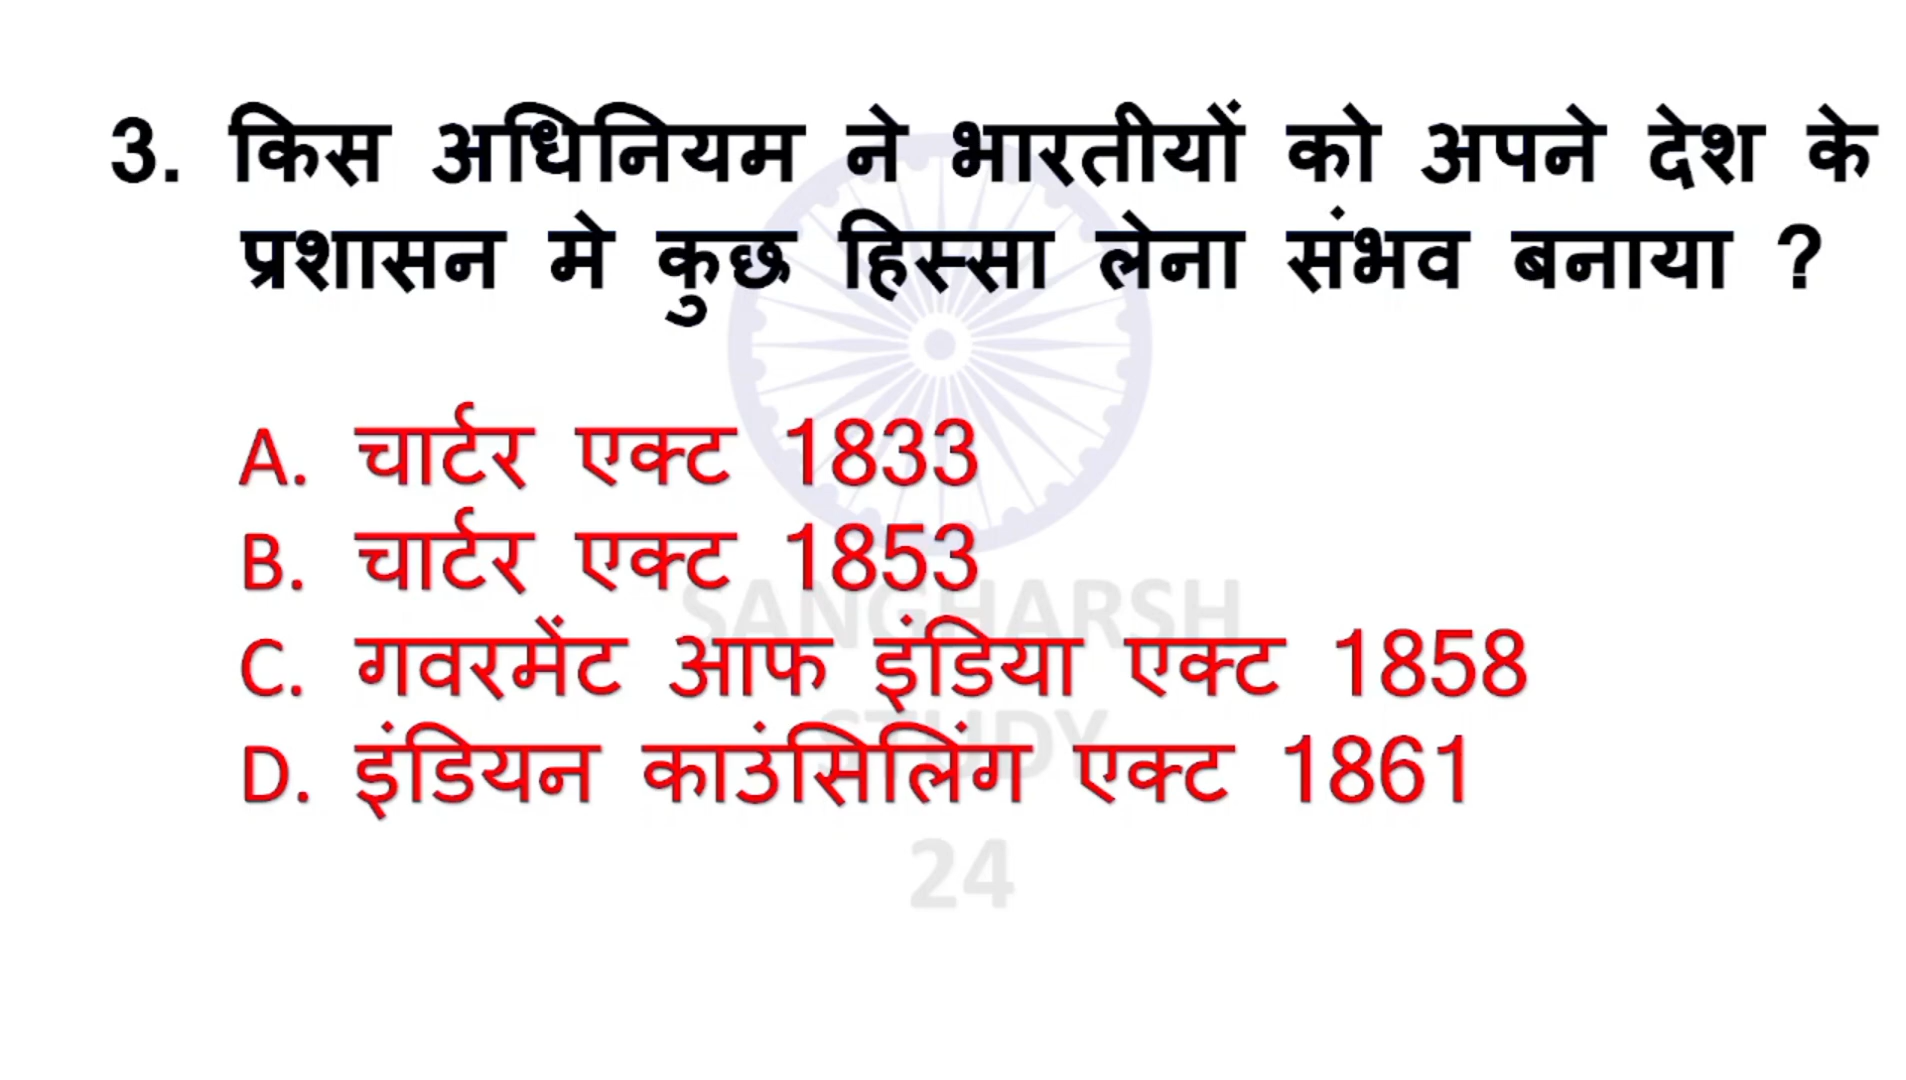 3. किस अधिनियम ने भारतीयों को अपने देश के
प्रशासन मे कुछ हिस्सा लेना संभव बनाया ?
A. चार्टर एक्ट 1833
B. चार्टर एक्ट 1853
SANGHARSH
C. गवरमेंट आफ इंडिया एक्ट 1858
STUDY
D. इंडियन काउंसिलिंग एक्ट 1861
24